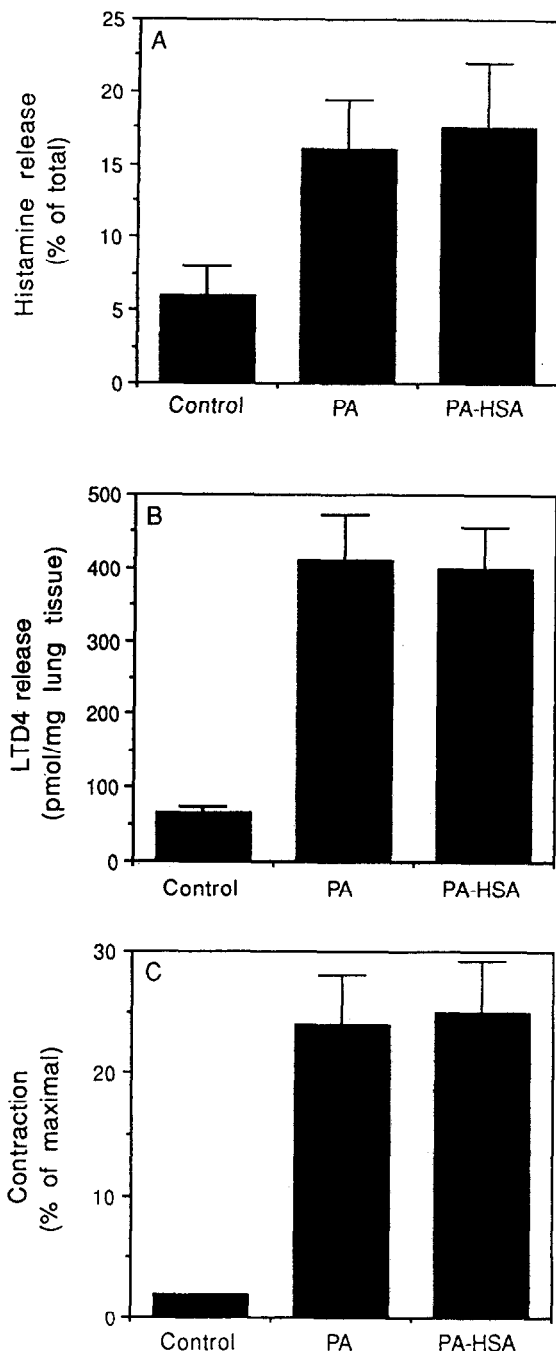 A
Histamine release
(% of total)
25
20
15
10
5
0
Control PA PA-HSA
B
LTD4 release
(pmol/mg lung tissue)
500
400
300
200
100
0
Control PA PA-HSA
C
Contraction
(% of maximal)
30
20
10
0
Control PA PA-HSA